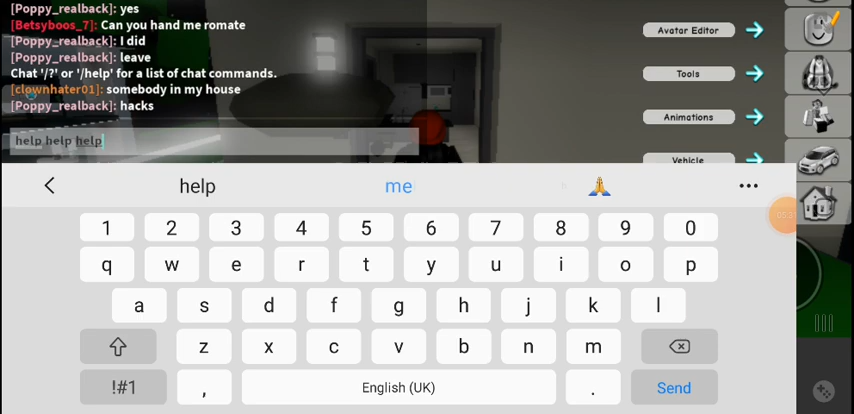 [Poppy_realback]: yes
[Betsyboos_7]: Can you hand me romate
[Poppy_realback]: I did
[Poppy_realback]: leave
Chat '/?' or '/help' for a list of chat commands.
[clownhater01]: somebody in my house
[Poppy_realback]: hacks
help help help
Avatar Editor
Tools
Animations
Vehicle
help me 🙏 •••
1 2 3 4 5 6 7 8 9 0
q w e r t y u i o p
a s d f g h j k l
z x c v b n m
!#1 , English (UK) . Send